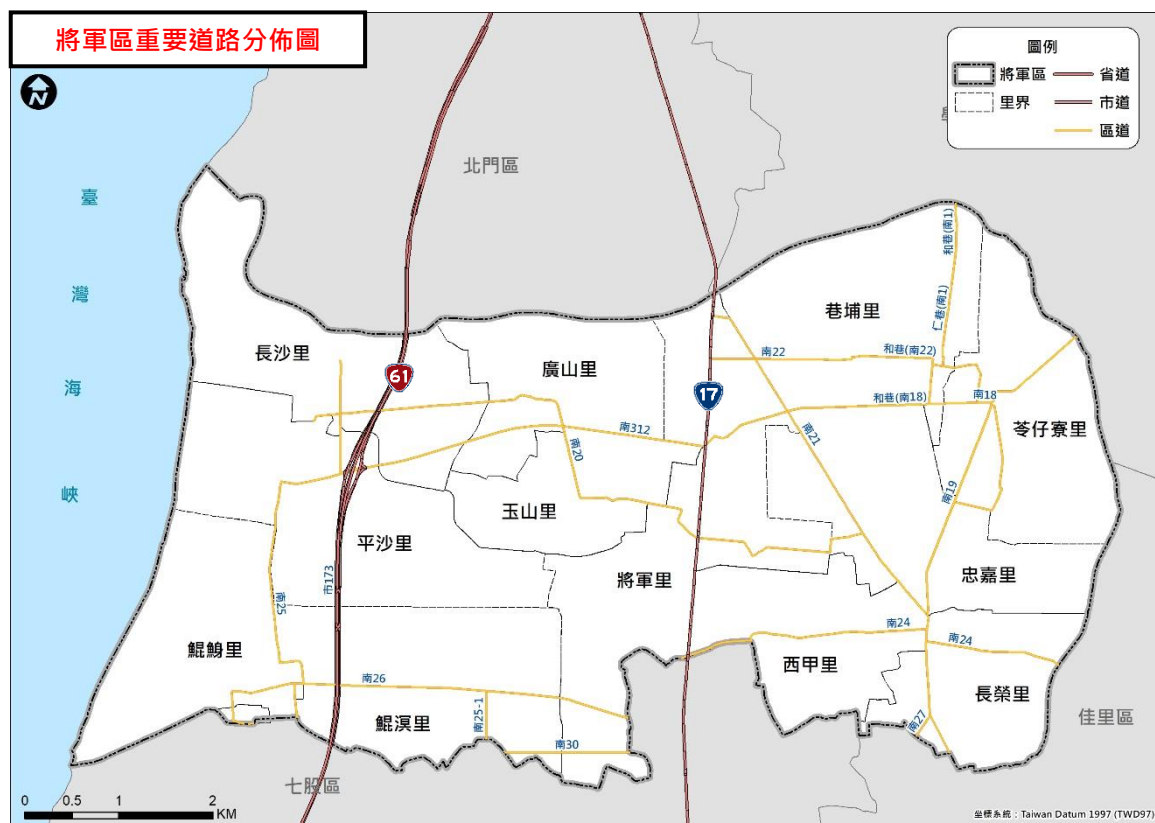 將軍區重要道路分佈圖
N
圖例
將軍區
省道
里界
市道
區道
北門區
臺
灣
海
峽
和巷(南1)
仁巷(南1)
巷埔里
長沙里
廣山里
61
17
南22
和巷(南22)
和巷(南18)
南18
苓仔寮里
南312
南20
南21
南19
玉山里
平沙里
將軍里
忠嘉里
市173
南25
鯤鯓里
南24
南24
西甲里
長榮里
南26
鯤溟里
南25-1
南27
南30
佳里區
七股區
0 0.5 1 2
KM
坐標系統：Taiwan Datum 1997 (TWD97)